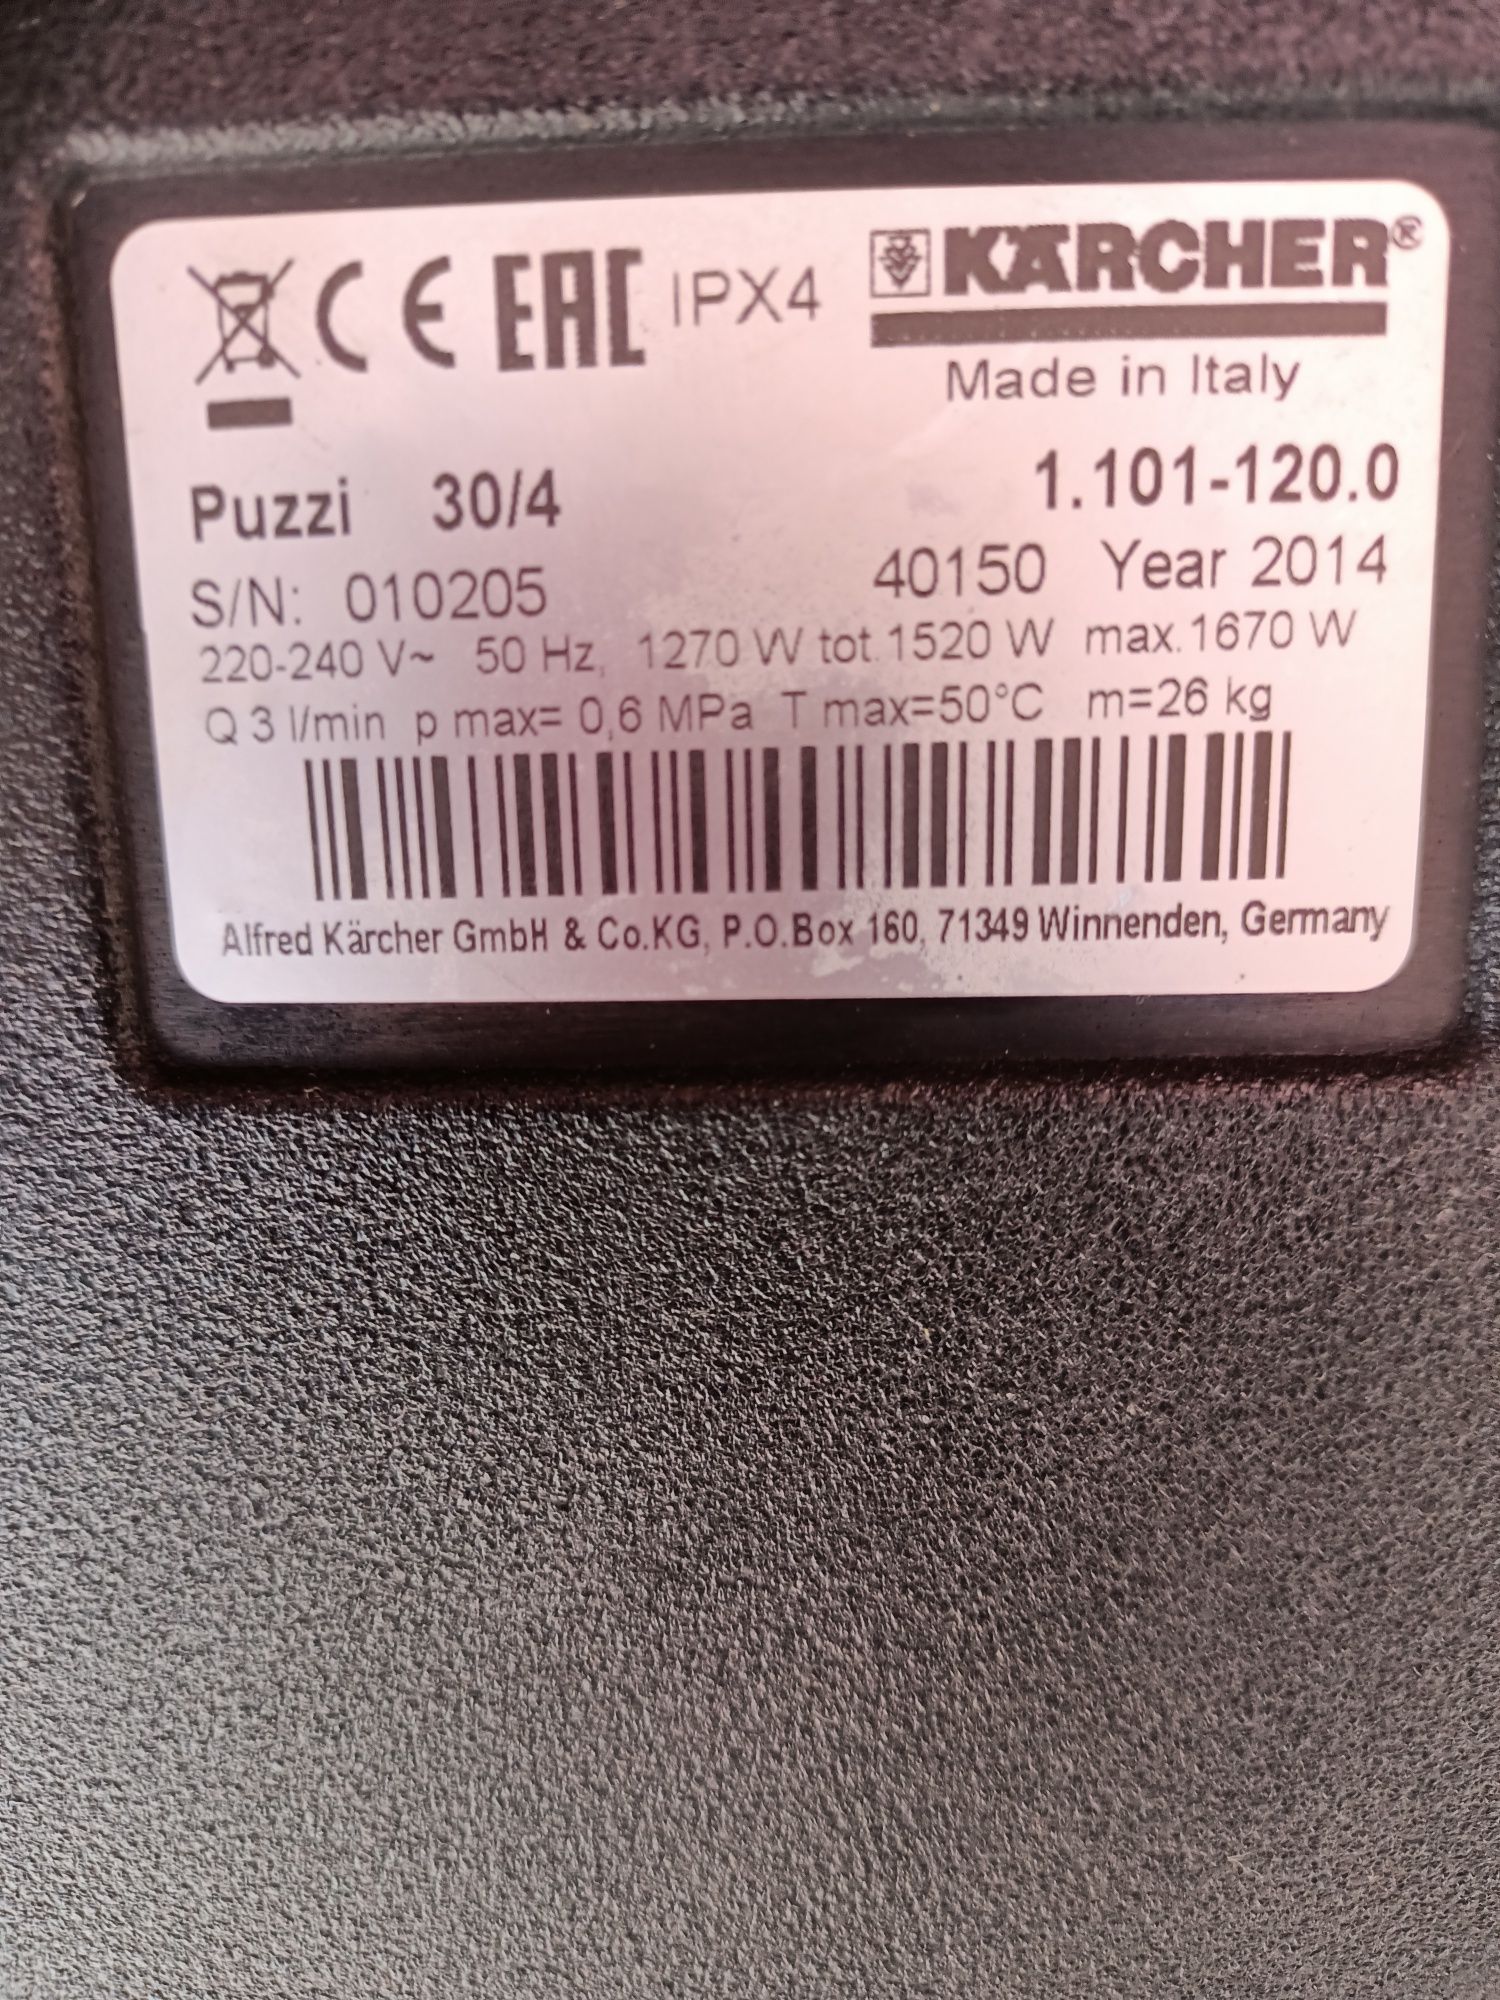 CE EAC IPX4 KÄRCHER®
Made in Italy
Puzzi 30/4 1.101-120.0
S/N: 010205 40150 Year 2014
220-240 V~ 50 Hz, 1270 W tot.1520 W max.1670 W
Q 3 l/min p max= 0,6 MPa T max=50°C m=26 kg
Alfred Kärcher GmbH & Co.KG, P.O.Box 160, 71349 Winnenden, Germany